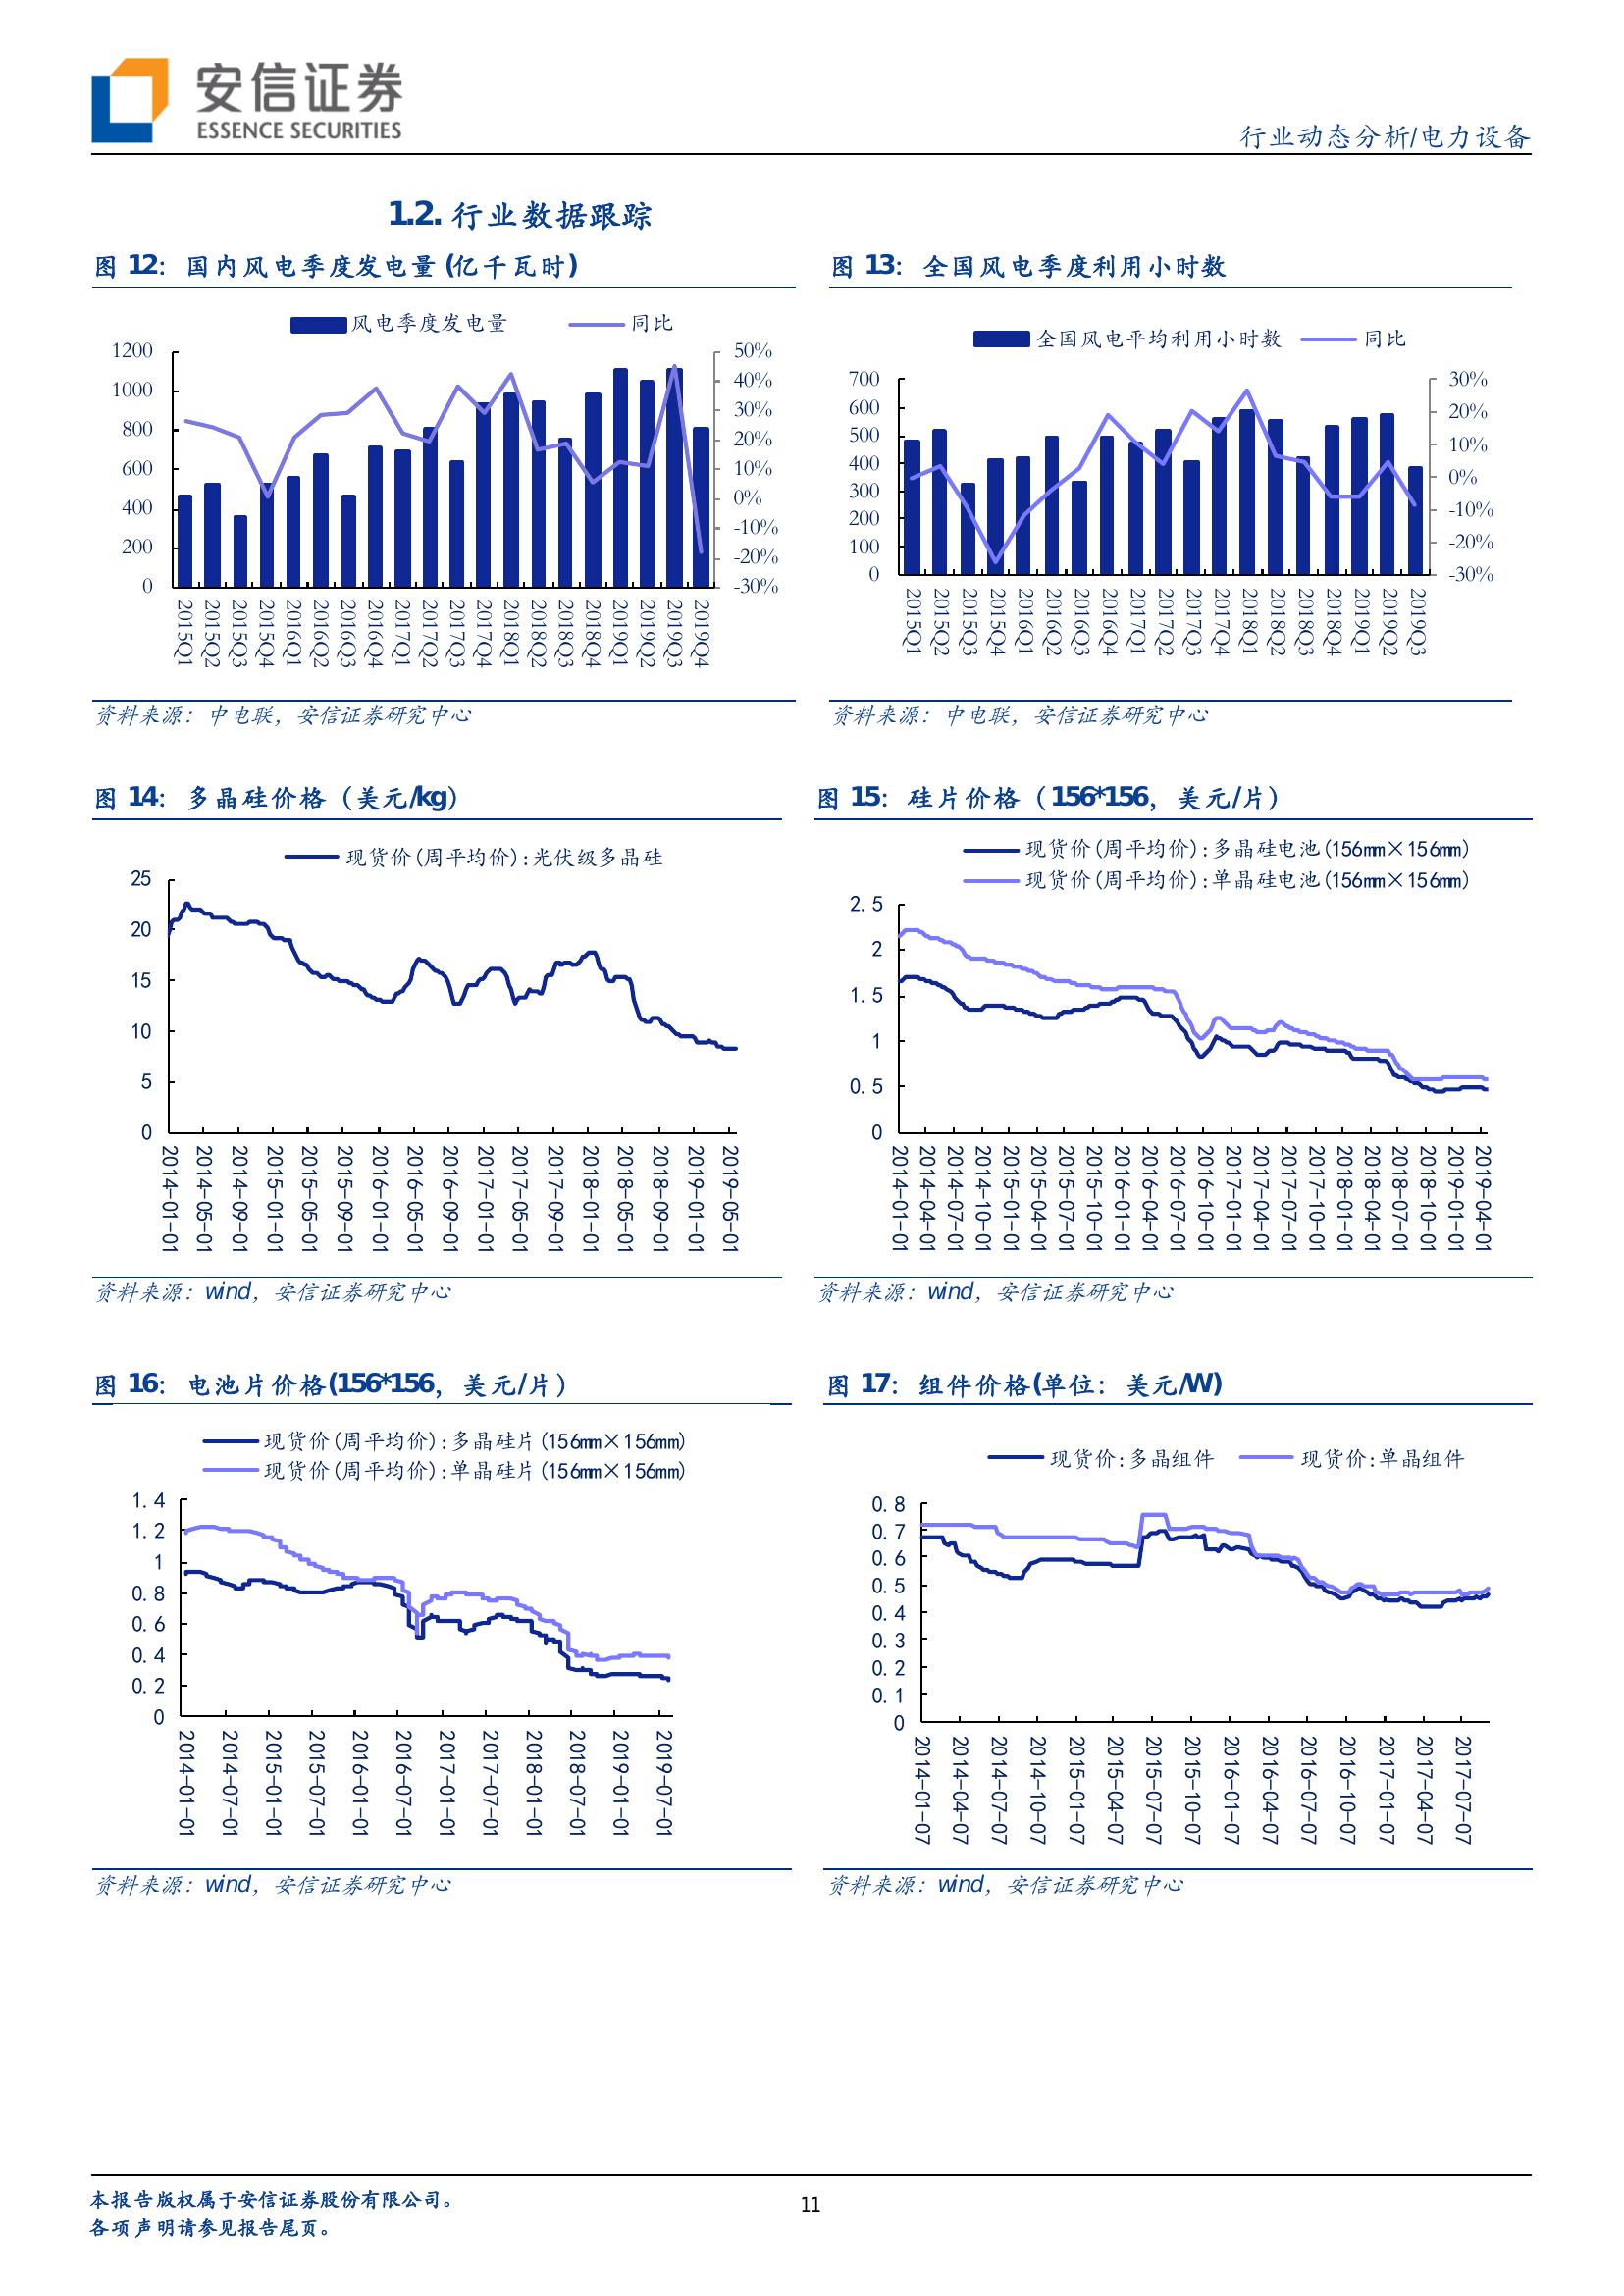 安信证券
ESSENCE SECURITIES
行业动态分析/电力设备
1.2. 行业数据跟踪
图 12: 国内风电季度发电量 (亿千瓦时)
图 13: 全国风电季度利用小时数
风电季度发电量 同比
1200
1000
800
600
400
200
0
50%
40%
30%
20%
10%
0%
-10%
-20%
-30%
2015Q1
2015Q2
2015Q3
2015Q4
2016Q1
2016Q2
2016Q3
2016Q4
2017Q1
2017Q2
2017Q3
2017Q4
2018Q1
2018Q2
2018Q3
2018Q4
2019Q1
2019Q2
2019Q3
2019Q4
全国风电平均利用小时数 同比
700
600
500
400
300
200
100
0
30%
20%
10%
0%
-10%
-20%
-30%
2015Q1
2015Q2
2015Q3
2015Q4
2016Q1
2016Q2
2016Q3
2016Q4
2017Q1
2017Q2
2017Q3
2017Q4
2018Q1
2018Q2
2018Q3
2018Q4
2019Q1
2019Q2
2019Q3
资料来源: 中电联, 安信证券研究中心
资料来源: 中电联, 安信证券研究中心
图 14: 多晶硅价格 (美元/kg)
图 15: 硅片价格 (156*156, 美元/片)
现货价(周平均价):光伏级多晶硅
25
20
15
10
5
0
2014-01-01
2014-05-01
2014-09-01
2015-01-01
2015-05-01
2015-09-01
2016-01-01
2016-05-01
2016-09-01
2017-01-01
2017-05-01
2017-09-01
2018-01-01
2018-05-01
2018-09-01
2019-01-01
2019-05-01
现货价(周平均价):多晶硅电池(156mm×156mm)
现货价(周平均价):单晶硅电池(156mm×156mm)
2.5
2
1.5
1
0.5
0
2014-01-01
2014-04-01
2014-07-01
2014-10-01
2015-01-01
2015-04-01
2015-07-01
2015-10-01
2016-01-01
2016-04-01
2016-07-01
2016-10-01
2017-01-01
2017-04-01
2017-07-01
2017-10-01
2018-01-01
2018-04-01
2018-07-01
2018-10-01
2019-01-01
2019-04-01
资料来源: wind, 安信证券研究中心
资料来源: wind, 安信证券研究中心
图 16: 电池片价格(156*156, 美元/片)
图 17: 组件价格(单位: 美元/W)
现货价(周平均价):多晶硅片(156mm×156mm)
现货价(周平均价):单晶硅片(156mm×156mm)
1.4
1.2
1
0.8
0.6
0.4
0.2
0
2014-01-01
2014-07-01
2015-01-01
2015-07-01
2016-01-01
2016-07-01
2017-01-01
2017-07-01
2018-01-01
2018-07-01
2019-01-01
2019-07-01
现货价:多晶组件 现货价:单晶组件
0.8
0.7
0.6
0.5
0.4
0.3
0.2
0.1
0
2014-01-07
2014-04-07
2014-07-07
2014-10-07
2015-01-07
2015-04-07
2015-07-07
2015-10-07
2016-01-07
2016-04-07
2016-07-07
2016-10-07
2017-01-07
2017-04-07
2017-07-07
资料来源: wind, 安信证券研究中心
资料来源: wind, 安信证券研究中心
本报告版权属于安信证券股份有限公司。
各项声明请参见报告尾页。
11